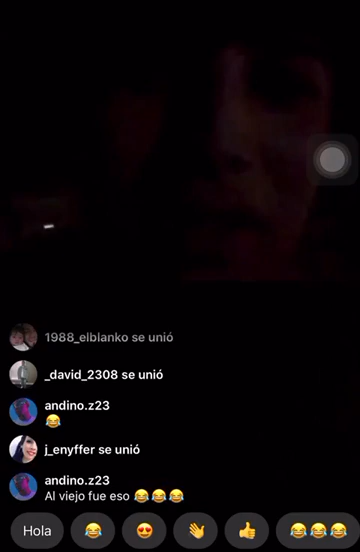 1988_elblanko se unió
_david_2308 se unió
andino.z23
😂
j_enyffer se unió
andino.z23
Al viejo fue eso 😂😂😂
Hola 😂 😍 👋 👍 😂😂😂